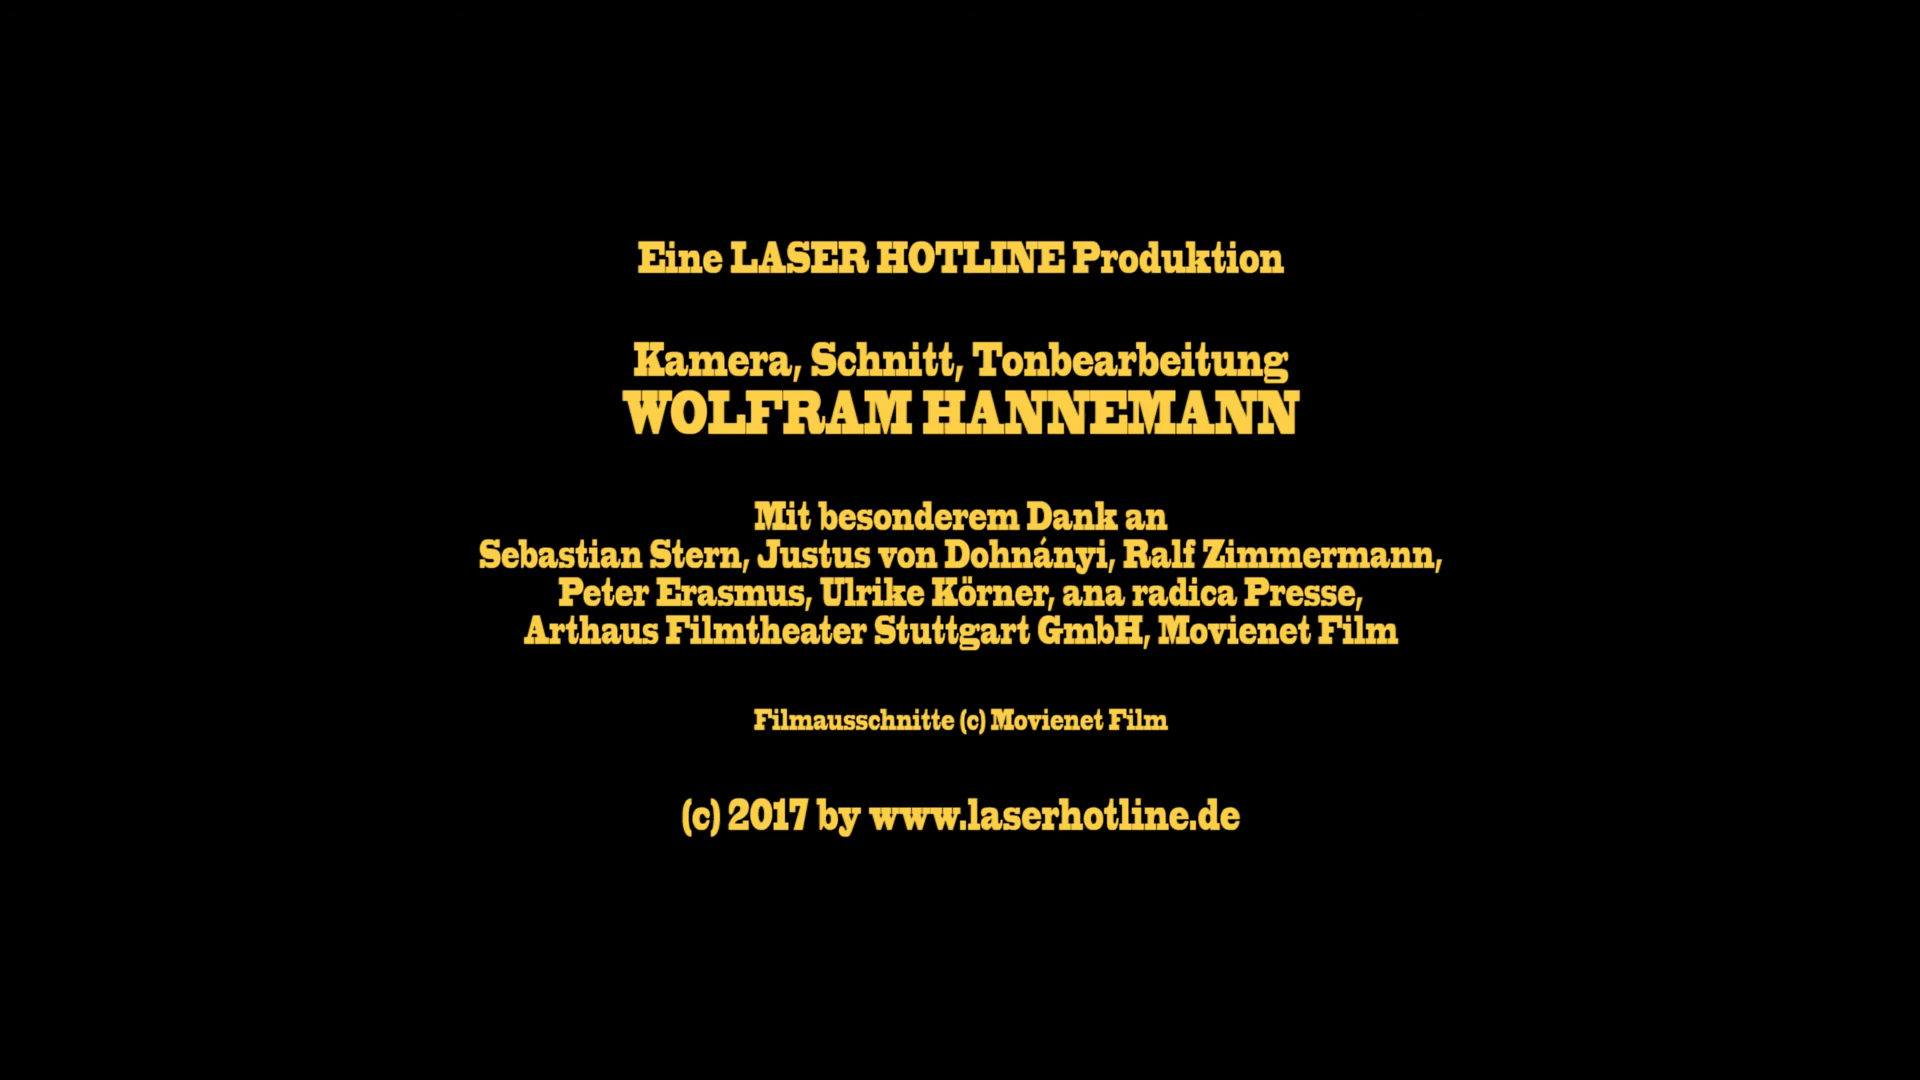 Eine LASER HOTLINE Produktion
Kamera, Schnitt, Tonbearbeitung
WOLFRAM HANNEMANN
Mit besonderem Dank an
Sebastian Stern, Justus von Dohnányi, Ralf Zimmermann,
Peter Erasmus, Ulrike Körner, ana radica Presse,
Arthaus Filmtheater Stuttgart GmbH, Movienet Film
Filmausschnitte (c) Movienet Film
(c) 2017 by www.laserhotline.de